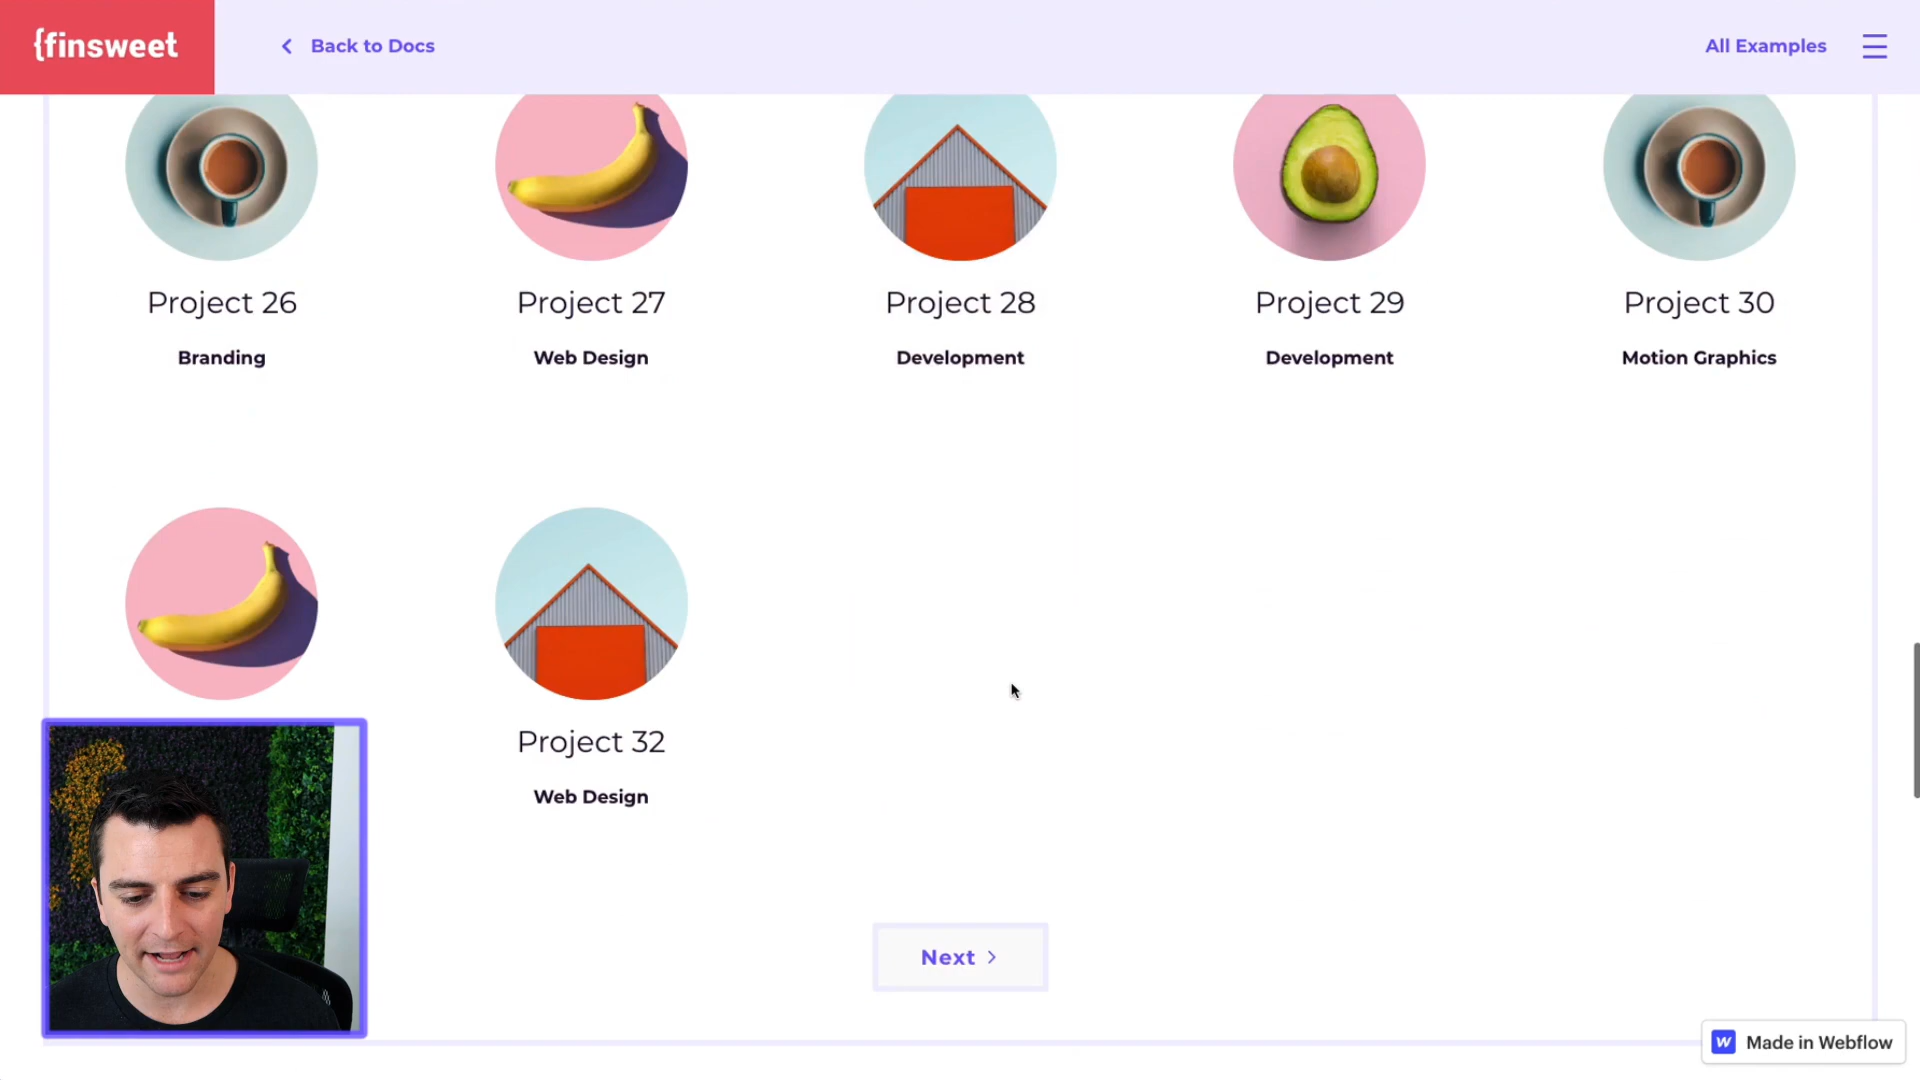 {finsweet
Back to Docs
All Examples
Project 26
Project 27
Project 28
Project 29
Project 30
Branding
Web Design
Development
Development
Motion Graphics
Project 32
Web Design
Next
Made in Webflow